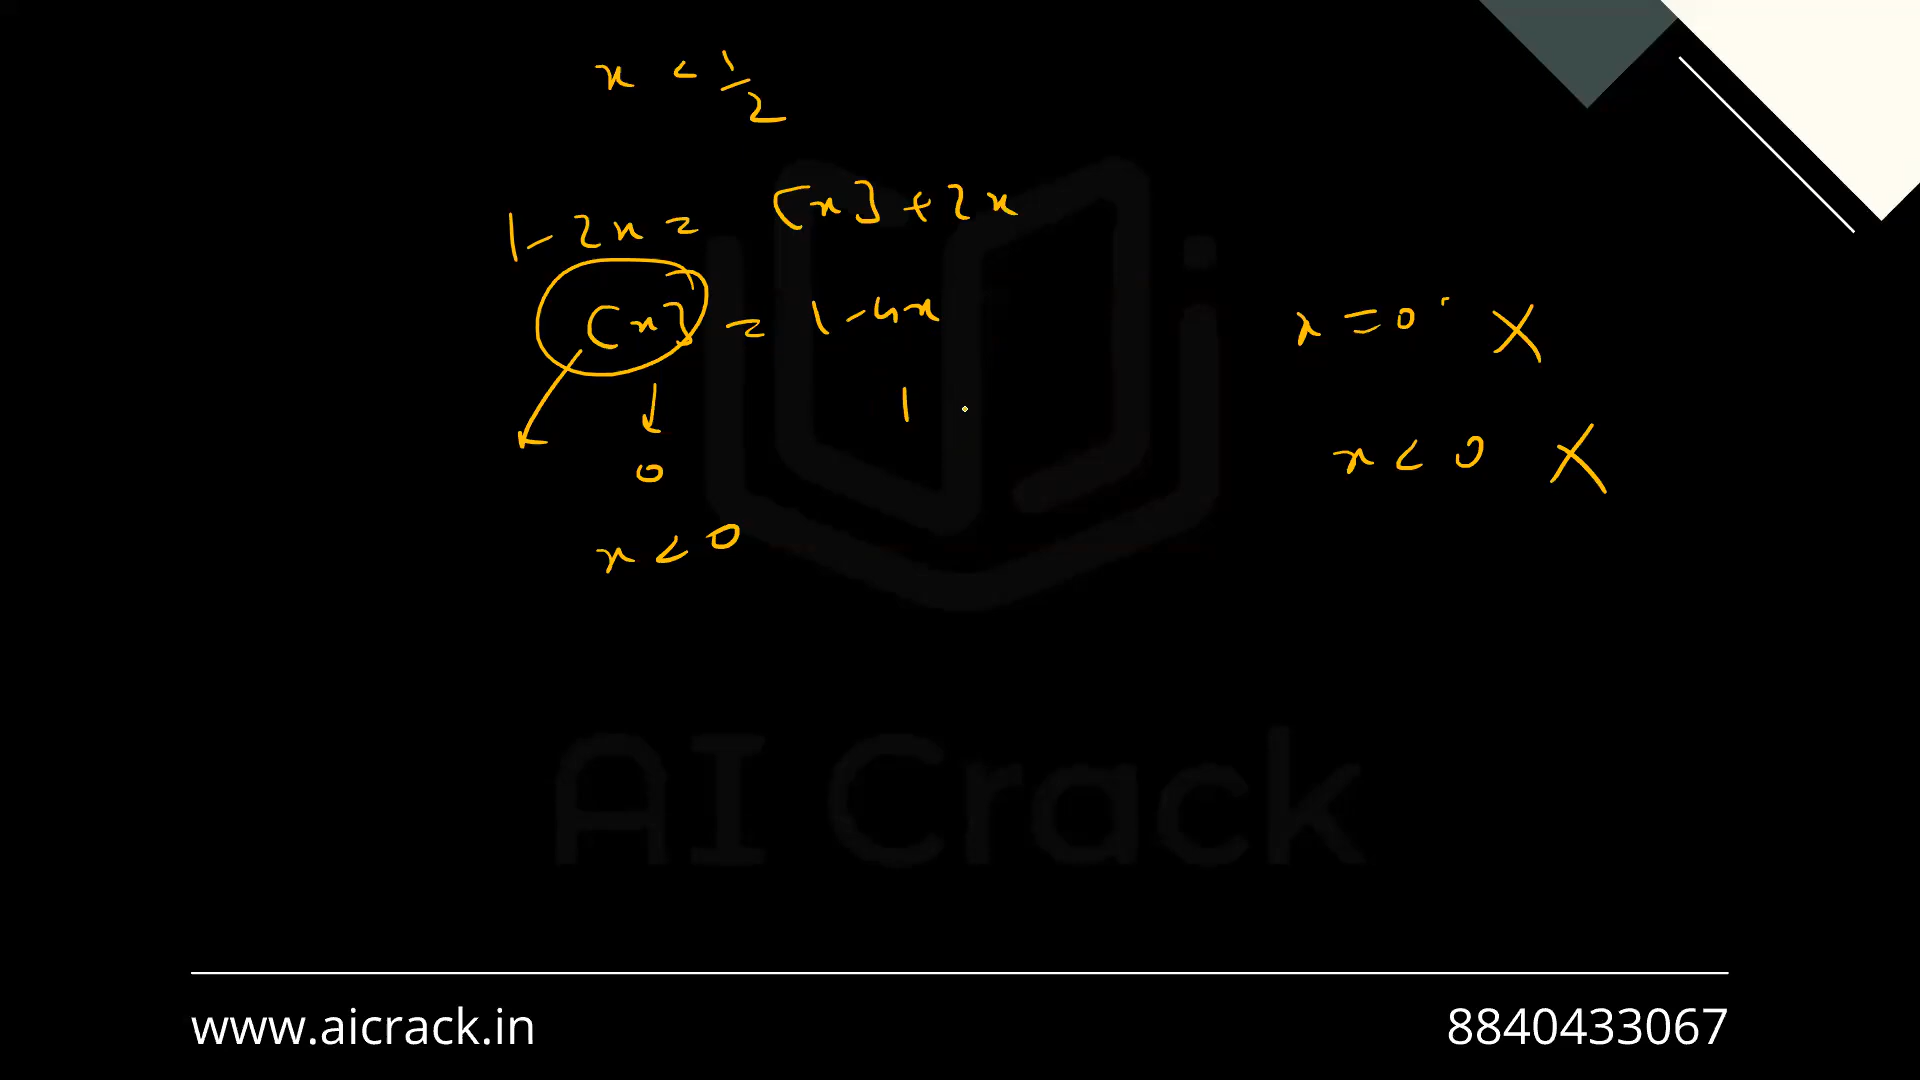 x < 1/2
1 - 2x = [x] + 2x
[x] = 1 - 4x
x = 0 X
1
0
x < 0 X
x < 0
AI Crack
www.aicrack.in
8840433067